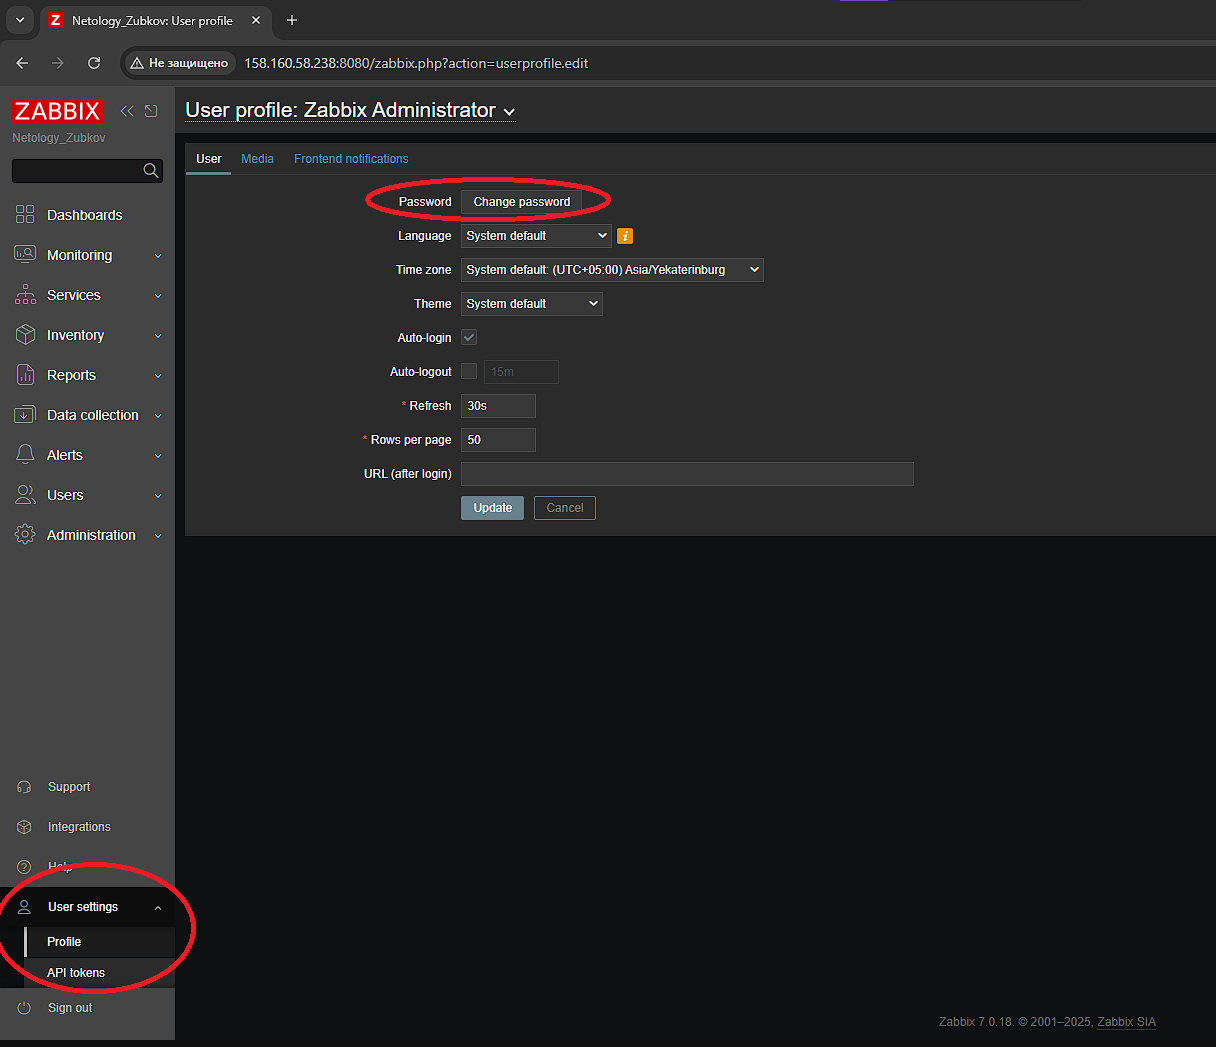 Netology_Zubkov: User profile
Не защищено
158.160.58.238:8080/zabbix.php?action=userprofile.edit
ZABBIX
Netology_Zubkov
Dashboards
Monitoring
Services
Inventory
Reports
Data collection
Alerts
Users
Administration
Support
Integrations
Help
User settings
Profile
API tokens
Sign out
User profile: Zabbix Administrator
User Media Frontend notifications
Password Change password
Language System default
Time zone System default: (UTC+05:00) Asia/Yekaterinburg
Theme System default
Auto-login
Auto-logout 15m
* Refresh 30s
* Rows per page 50
URL (after login)
Update Cancel
Zabbix 7.0.18. © 2001–2025, Zabbix SIA